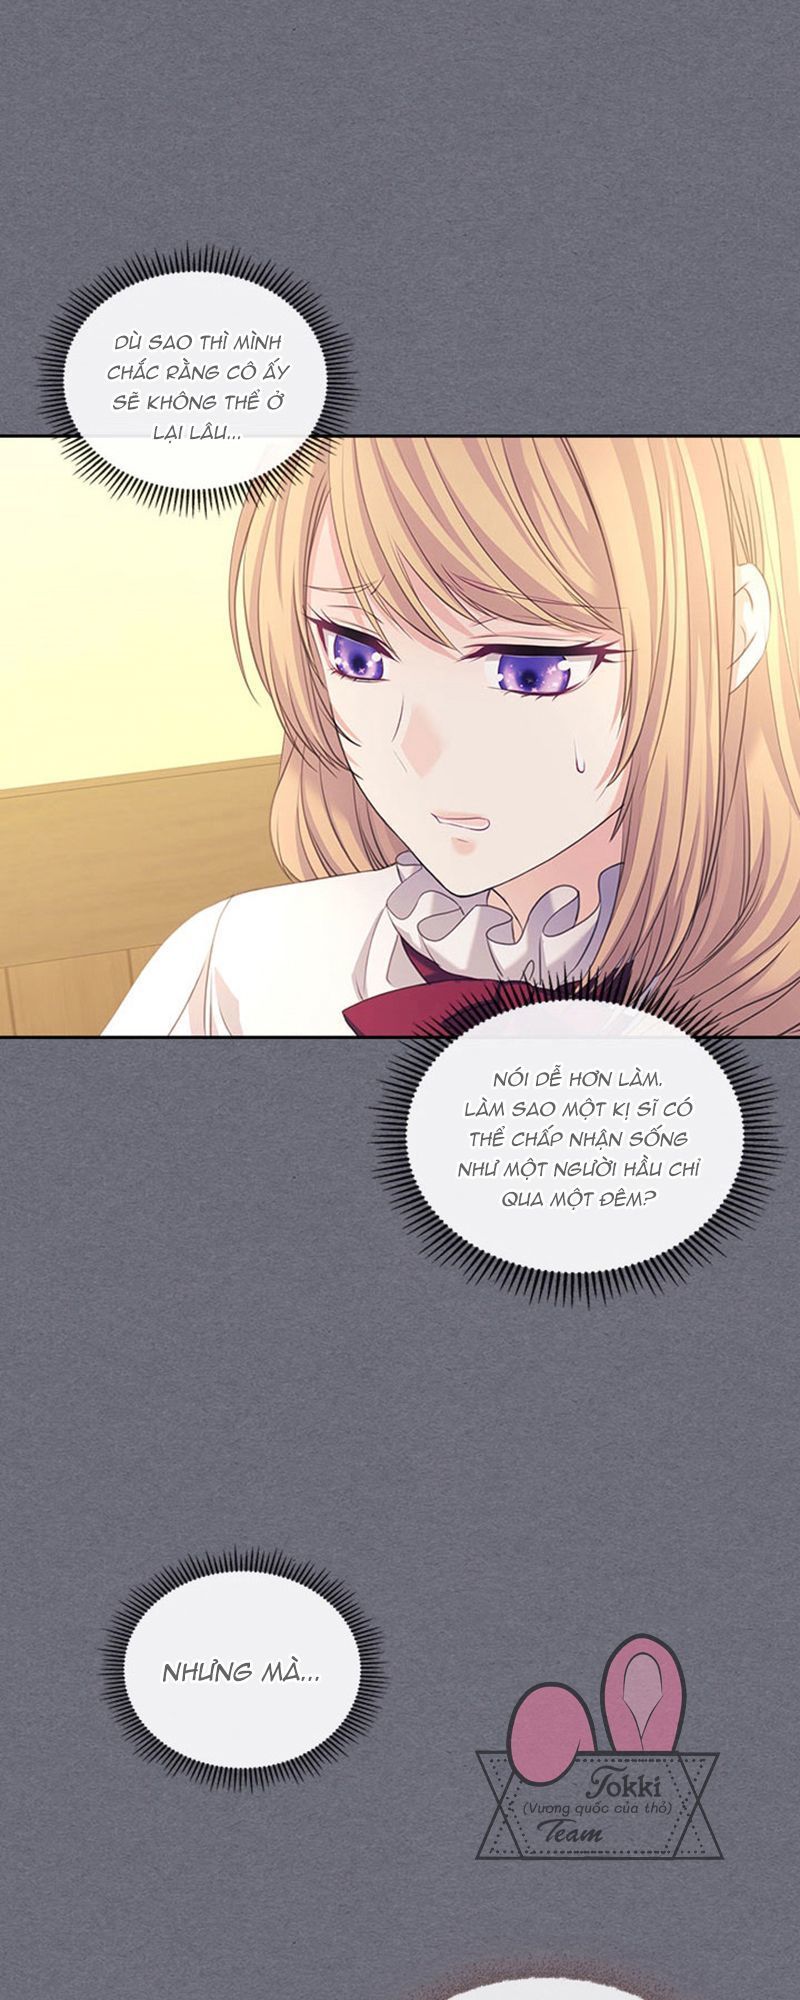 DÙ SAO THÌ MÌNH
CHẮC RẰNG CÔ ẤY
SẼ KHÔNG THỂ Ở
LẠI LÂU...
NÓI DỄ HƠN LÀM.
LÀM SAO MỘT KỊ SĨ CÓ
THỂ CHẤP NHẬN SỐNG
NHƯ MỘT NGƯỜI HẦU CHỈ
QUA MỘT ĐÊM?
NHƯNG MÀ...
Tokki
(Vương quốc của thỏ)
Team